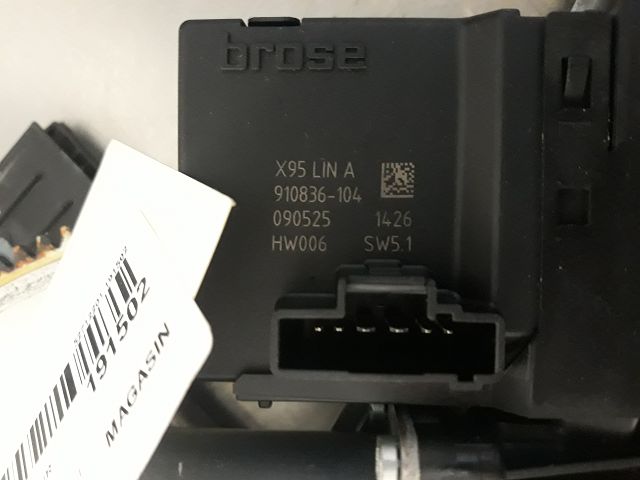 brose
X95 LIN A
910836-104
090525 1426
HW006 SW5.1
191502
MAGASIN